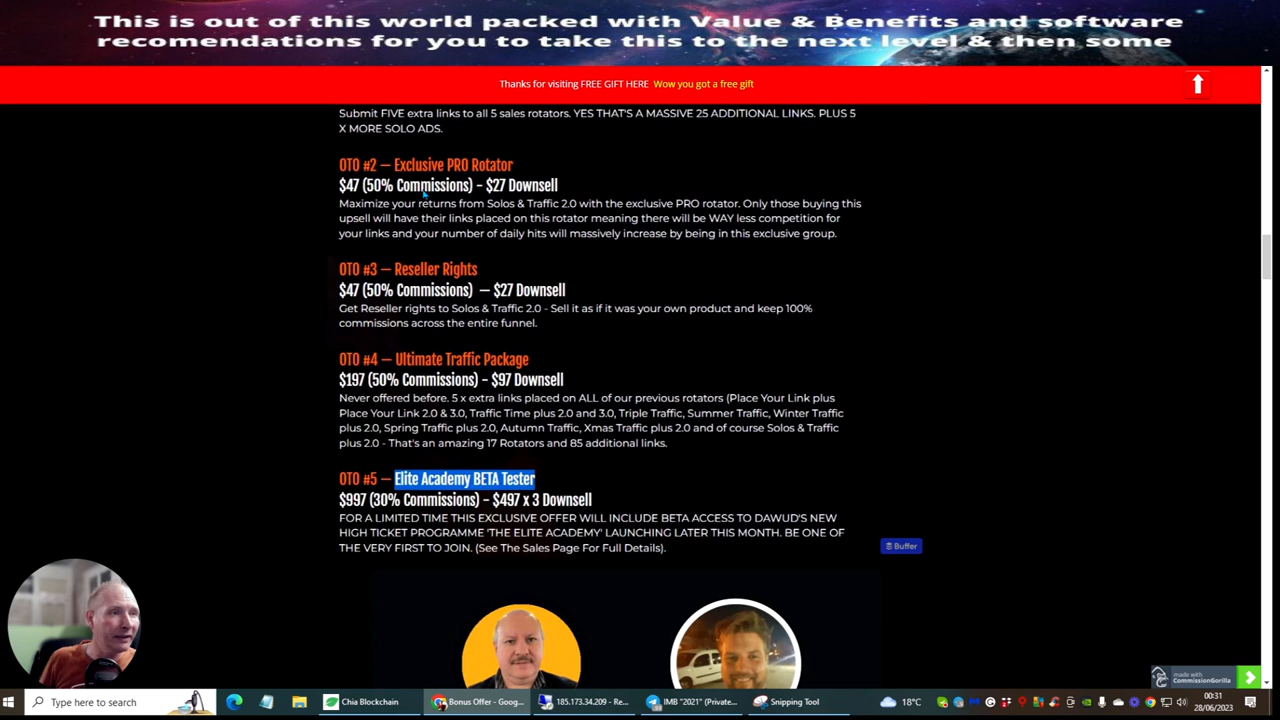 This is out of this world packed with Value & Benefits and software
recomendations for you to take this to the next level & then some
Thanks for visiting FREE GIFT HERE Wow you got a free gift
Submit FIVE extra links to all 5 sales rotators. YES THAT'S A MASSIVE 25 ADDITIONAL LINKS. PLUS 5
X MORE SOLO ADS.
OTO #2 — Exclusive PRO Rotator
$47 (50% Commissions) – $27 Downsell
Maximize your returns from Solos & Traffic 2.0 with the exclusive PRO rotator. Only those buying this
upsell will have their links placed on this rotator meaning there will be WAY less competition for
your links and your number of daily hits will massively increase by being in this exclusive group.
OTO #3 — Reseller Rights
$47 (50% Commissions) — $27 Downsell
Get Reseller rights to Solos & Traffic 2.0 - Sell it as if it was your own product and keep 100%
commissions across the entire funnel.
OTO #4 — Ultimate Traffic Package
$197 (50% Commissions) - $97 Downsell
Never offered before. 5 x extra links placed on ALL of our previous rotators (Place Your Link plus
Place Your Link 2.0 & 3.0, Traffic Time plus 2.0 and 3.0, Triple Traffic, Summer Traffic, Winter Traffic
plus 2.0, Spring Traffic plus 2.0, Autumn Traffic, Xmas Traffic plus 2.0 and of course Solos & Traffic
plus 2.0 - That's an amazing 17 Rotators and 85 additional links.
OTO #5 — Elite Academy BETA Tester
$997 (30% Commissions) – $497 x 3 Downsell
FOR A LIMITED TIME THIS EXCLUSIVE OFFER WILL INCLUDE BETA ACCESS TO DAWUD'S NEW
HIGH TICKET PROGRAMME 'THE ELITE ACADEMY' LAUNCHING LATER THIS MONTH. BE ONE OF
THE VERY FIRST TO JOIN. (See The Sales Page For Full Details).
Buffer
made with
CommissionGorilla
Type here to search
Chia Blockchain
Bonus Offer - Goog...
185.173.34.209 - Re...
IMB "2021" (Private...
Snipping Tool
18°C
00:31
28/06/2023